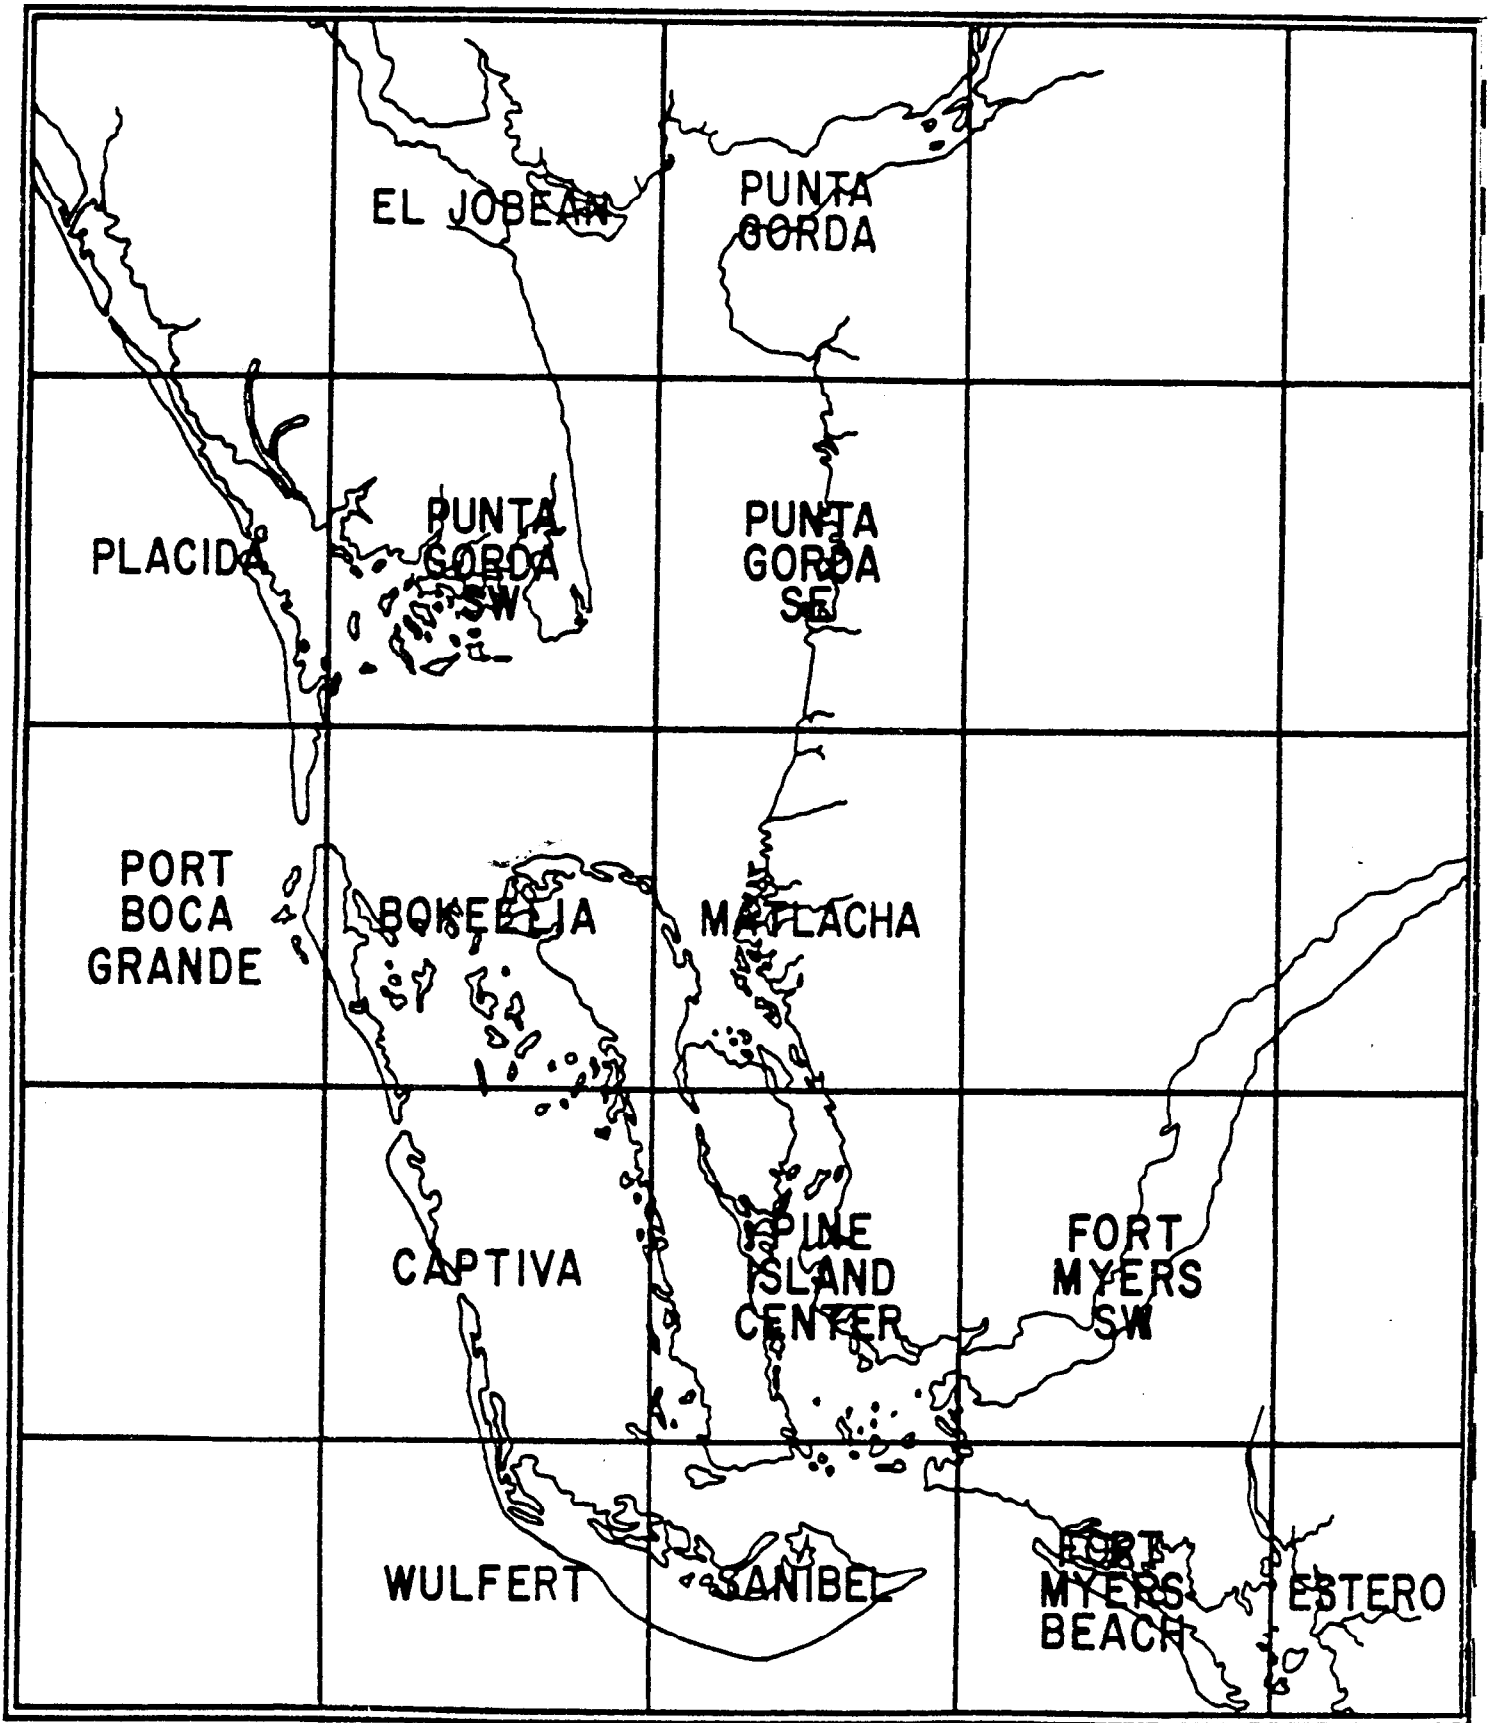 EL JOBEAN
PUNTA
GORDA
PLACIDA
PUNTA
GORDA
SW
PUNTA
GORDA
SE
PORT
BOCA
GRANDE
BOKEELIA
MATLACHA
CAPTIVA
PINE
ISLAND
CENTER
FORT
MYERS
SW
WULFERT
SANIBEL
FORT
MYERS
BEACH
ESTERO